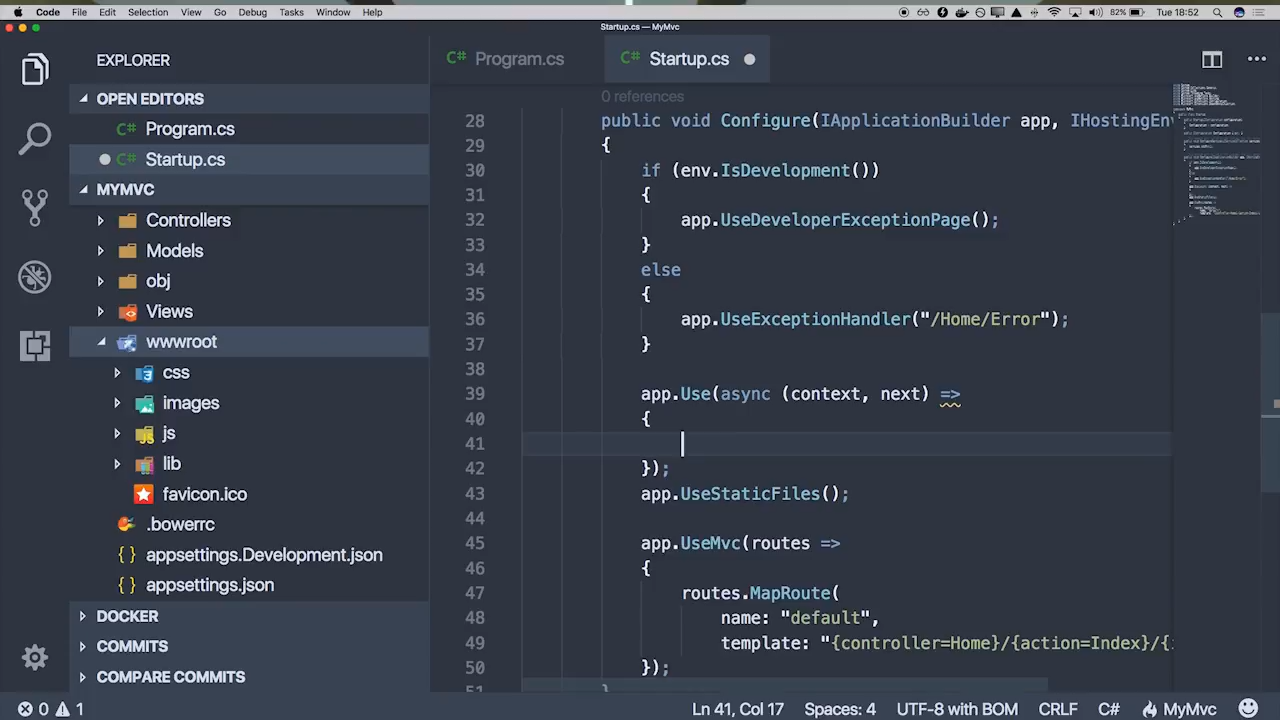 Code File Edit Selection View Go Debug Tasks Window Help 82% Tue 18:52
Startup.cs — MyMvc
EXPLORER
OPEN EDITORS
C# Program.cs
C# Startup.cs
MYMVC
Controllers
Models
obj
Views
wwwroot
css
images
js
lib
favicon.ico
.bowerrc
{ } appsettings.Development.json
{ } appsettings.json
DOCKER
COMMITS
COMPARE COMMITS
C# Program.cs C# Startup.cs
0 references
28 public void Configure(IApplicationBuilder app, IHostingEnv
29 {
30 if (env.IsDevelopment())
31 {
32 app.UseDeveloperExceptionPage();
33 }
34 else
35 {
36 app.UseExceptionHandler("/Home/Error");
37 }
38
39 app.Use(async (context, next) =>
40 {
41
42 });
43 app.UseStaticFiles();
44
45 app.UseMvc(routes =>
46 {
47 routes.MapRoute(
48 name: "default",
49 template: "{controller=Home}/{action=Index}/{
50 });
51 }
0 1 Ln 41, Col 17 Spaces: 4 UTF-8 with BOM CRLF C# MyMvc